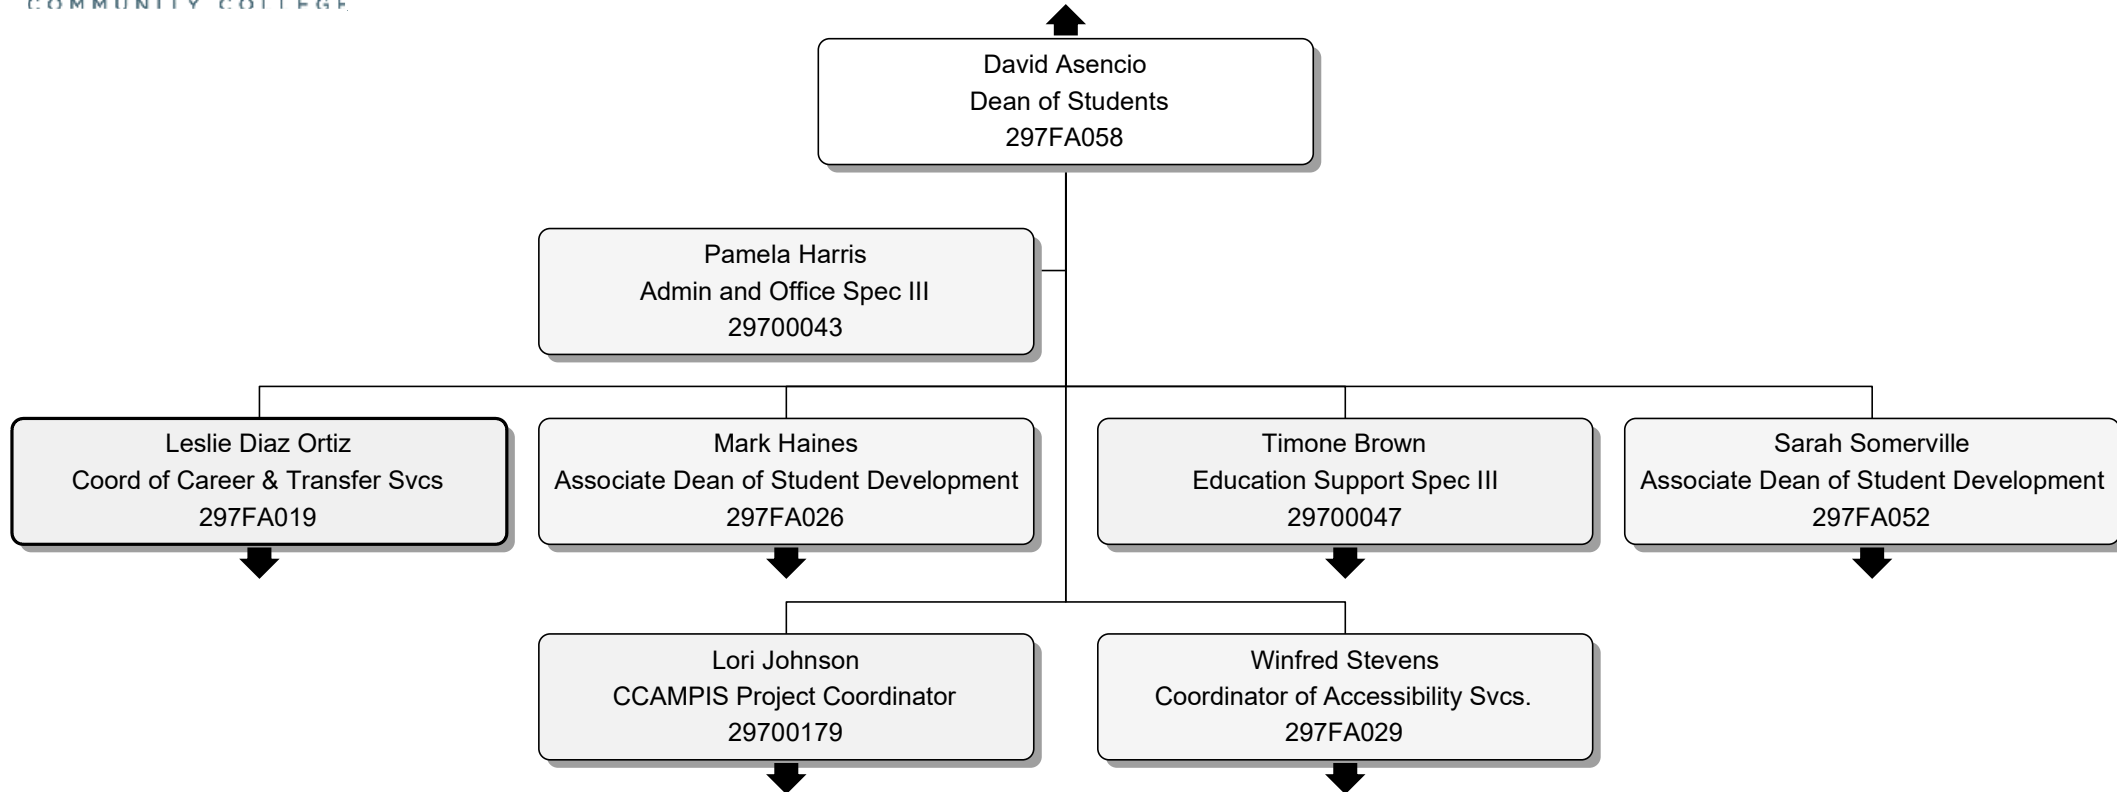 COMMUNITY COLLEGE
David Asencio
Dean of Students
297FA058
Pamela Harris
Admin and Office Spec III
29700043
Leslie Diaz Ortiz
Coord of Career & Transfer Svcs
297FA019
Mark Haines
Associate Dean of Student Development
297FA026
Timone Brown
Education Support Spec III
29700047
Sarah Somerville
Associate Dean of Student Development
297FA052
Lori Johnson
CCAMPIS Project Coordinator
29700179
Winfred Stevens
Coordinator of Accessibility Svcs.
297FA029